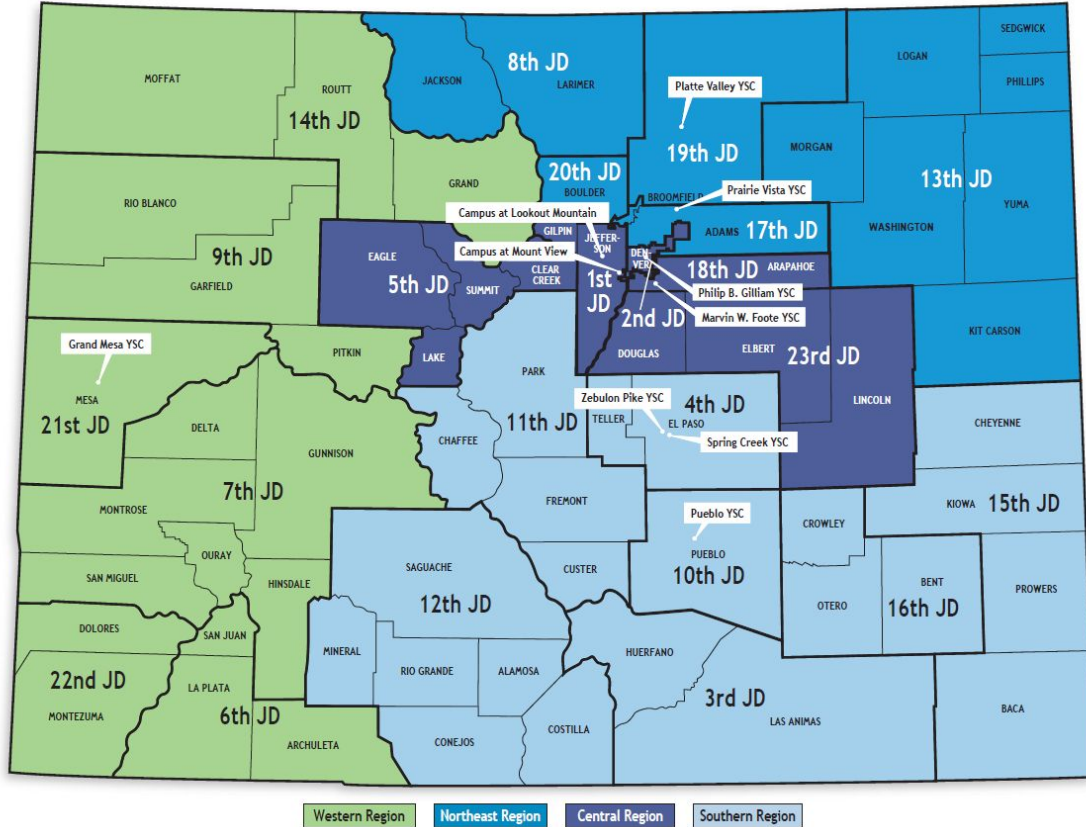 MOFFAT
ROUTT
14th JD
JACKSON
8th JD
LARIMER
LOGAN
SEDGWICK
PHILLIPS
Platte Valley YSC
19th JD
MORGAN
13th JD
WASHINGTON
YUMA
RIO BLANCO
9th JD
GARFIELD
GRAND
20th JD
BOULDER
BROOMFIELD
Prairie Vista YSC
ADAMS
17th JD
Campus at Lookout Mountain
Campus at Mount View
GILPIN
JEFFER-
SON
1st
JD
CLEAR
CREEK
DEN
VER
18th JD
ARAPAHOE
Philip B. Gilliam YSC
Marvin W. Foote YSC
2nd JD
EAGLE
5th JD
SUMMIT
LAKE
DOUGLAS
ELBERT
23rd JD
LINCOLN
KIT CARSON
Grand Mesa YSC
MESA
21st JD
PITKIN
DELTA
GUNNISON
7th JD
MONTROSE
OURAY
SAN MIGUEL
HINSDALE
PARK
11th JD
CHAFFEE
FREMONT
CUSTER
Zebulon Pike YSC
TELLER
4th JD
EL PASO
Spring Creek YSC
CHEYENNE
KIOWA
15th JD
CROWLEY
Pueblo YSC
PUEBLO
10th JD
OTERO
BENT
16th JD
PROWERS
DOLORES
SAN JUAN
22nd JD
MONTEZUMA
LA PLATA
6th JD
ARCHULETA
SAGUACHE
12th JD
MINERAL
RIO GRANDE
ALAMOSA
CONEJOS
COSTILLA
HUERFANO
3rd JD
LAS ANIMAS
BACA
Western Region
Northeast Region
Central Region
Southern Region